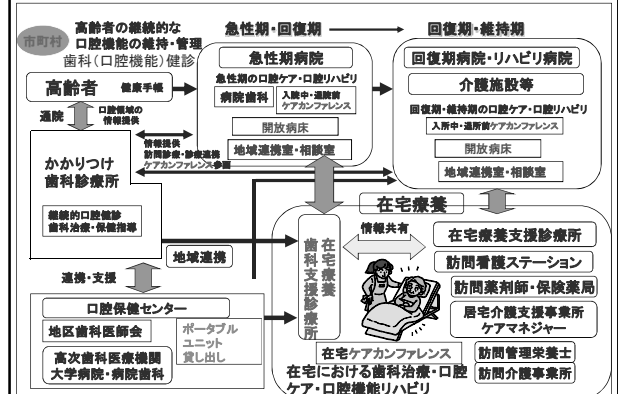 市町村
高齢者の継続的な
口腔機能の維持・管理
歯科(口腔機能)健診
急性期・回復期
回復期・維持期
高齢者 健康手帳
通院
口腔領域の
情報提供
急性期病院
急性期の口腔ケア・口腔リハビリ
病院歯科
入院中・退院前
ケアカンファレンス
開放病床
地域連携室・相談室
回復期病院・リハビリ病院
介護施設等
回復期・維持期の口腔ケア・口腔リハビリ
入所中・退所前ケアカンファレンス
開放病床
地域連携室・相談室
情報提供
訪問診療・診療連携
ケアカンファレンス参画
かかりつけ
歯科診療所
継続的口腔健診
歯科治療・保健指導
地域連携
連携・支援
口腔保健センター
地区歯科医師会
高次歯科医療機関
大学病院・病院歯科
ポータブル
ユニット
貸し出し
在宅療養
在宅療養
歯科支援診療所
情報共有
在宅療養支援診療所
訪問看護ステーション
訪問薬剤師・保険薬局
居宅介護支援事業所
ケアマネジャー
訪問管理栄養士
訪問介護事業所
在宅ケアカンファレンス
在宅における歯科治療・口腔
ケア・口腔機能リハビリ